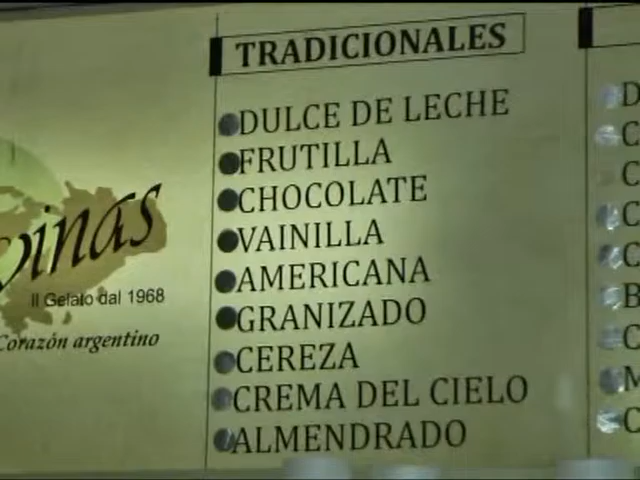 TRADICIONALES
DULCE DE LECHE
FRUTILLA
CHOCOLATE
VAINILLA
AMERICANA
GRANIZADO
CEREZA
CREMA DEL CIELO
ALMENDRADO
Il Gelato dal 1968
Corazón argentino